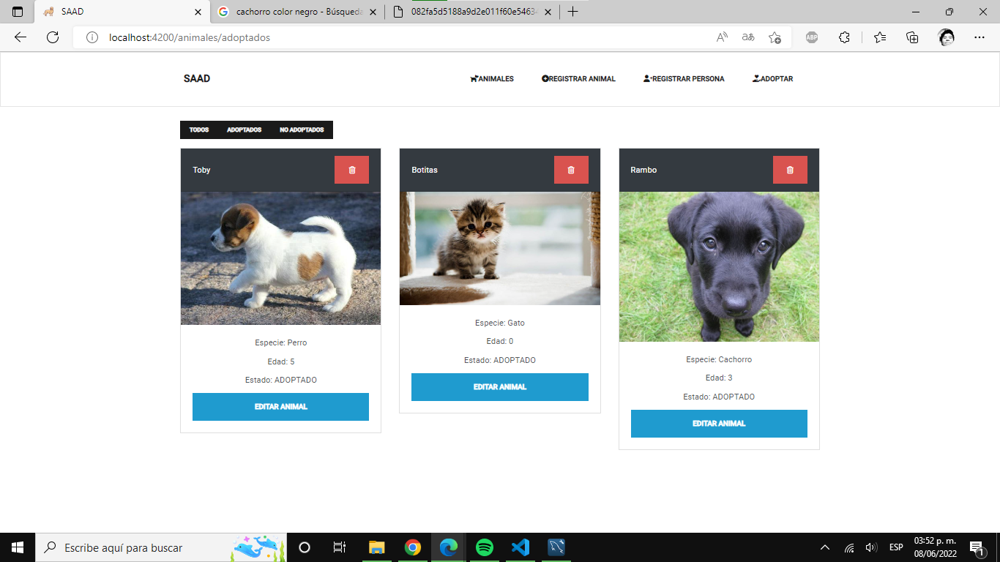 SAAD
cachorro color negro - Búsqueda
082fa5d5188a9d2e011f60e54634
localhost:4200/animales/adoptados
ABP
SAAD
ANIMALES
REGISTRAR ANIMAL
REGISTRAR PERSONA
ADOPTAR
TODOS
ADOPTADOS
NO ADOPTADOS
Toby
Especie: Perro
Edad: 5
Estado: ADOPTADO
EDITAR ANIMAL
Botitas
Especie: Gato
Edad: 0
Estado: ADOPTADO
EDITAR ANIMAL
Rambo
Especie: Cachorro
Edad: 3
Estado: ADOPTADO
EDITAR ANIMAL
Escribe aquí para buscar
ESP
03:52 p. m.
08/06/2022
1